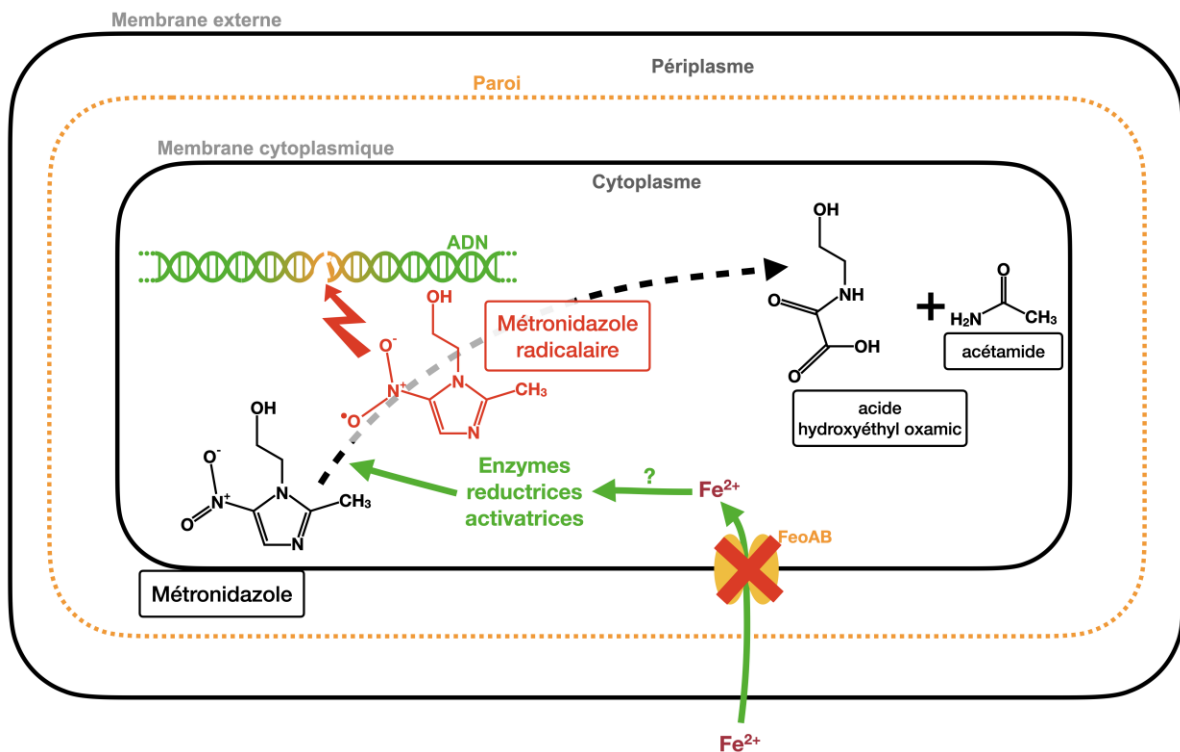 Membrane externe
Périplasme
Paroi
Membrane cytoplasmique
Cytoplasme
OH
ADN
OH
Métronidazole
radicalaire
O
NH
O
H₂N
CH₃
acétamide
O⁻
N⁺
•O
N
CH₃
N
O
OH
O
acide
hydroxyéthyl oxamic
OH
O⁻
N⁺
O
N
CH₃
N
Enzymes
reductrices
activatrices
?
Fe²⁺
FeoAB
Métronidazole
Fe²⁺